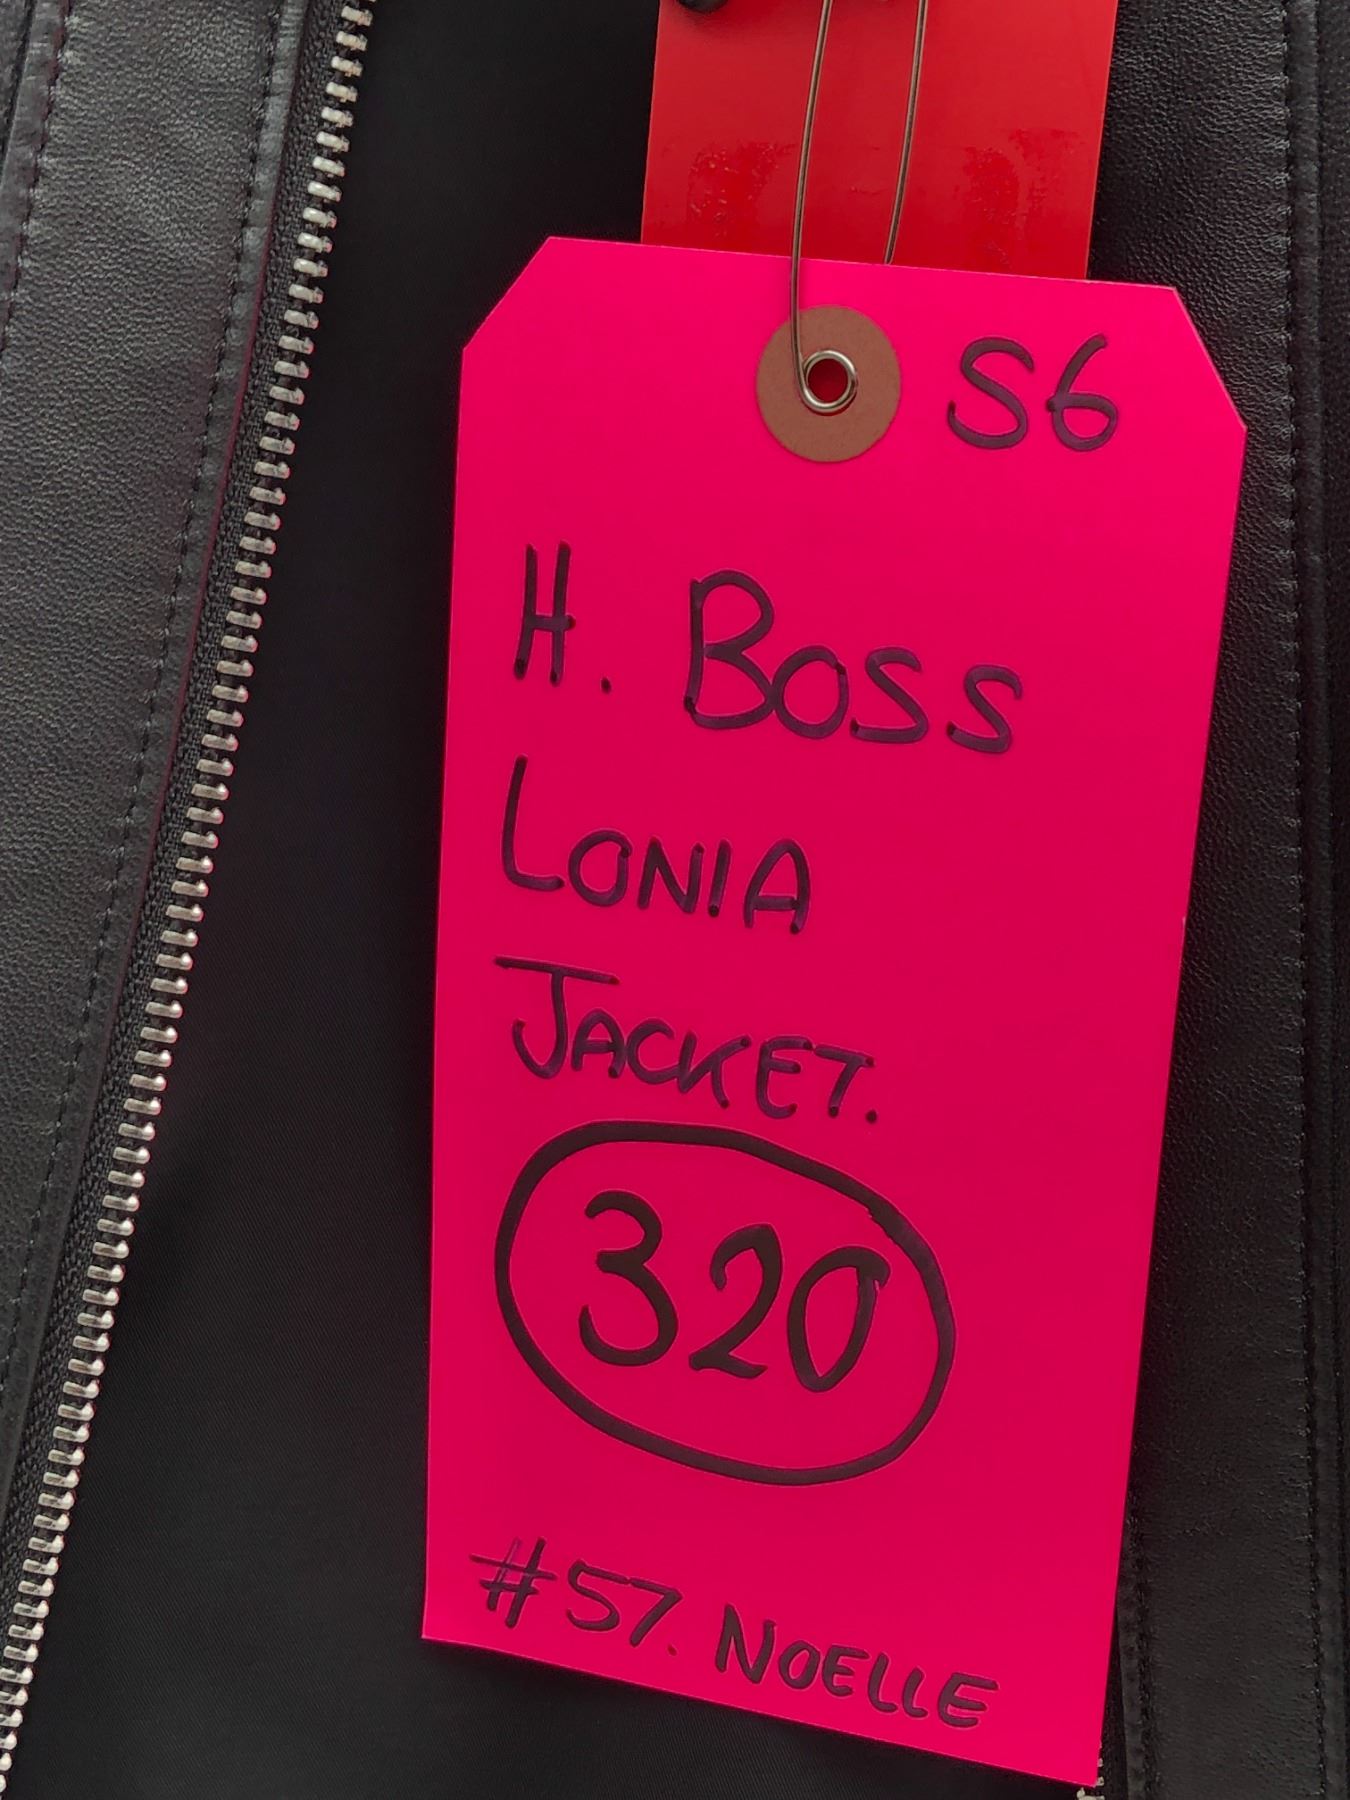 S6
H. BOSS
LONIA
JACKET.
320
#57. NOELLE